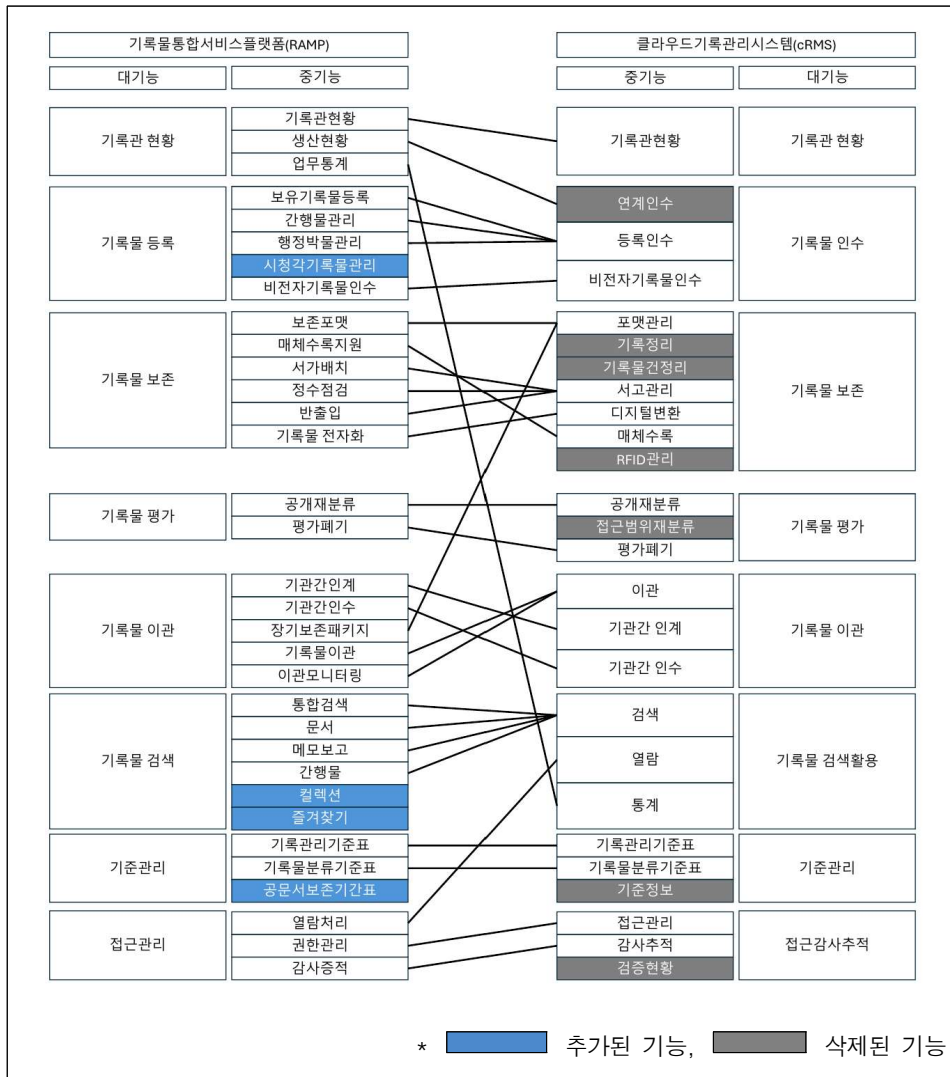 기록물통합서비스플랫폼(RAMP)
대기능
중기능
기록관 현황
기록관현황
생산현황
업무통계
기록물 등록
보유기록물등록
간행물관리
행정박물관리
시청각기록물관리
비전자기록물인수
기록물 보존
보존포맷
매체수록지원
서가배치
정수점검
반출입
기록물 전자화
기록물 평가
공개재분류
평가폐기
기록물 이관
기관간인계
기관간인수
장기보존패키지
기록물이관
이관모니터링
기록물 검색
통합검색
문서
메모보고
간행물
컬렉션
즐겨찾기
기준관리
기록관리기준표
기록물분류기준표
공문서보존기간표
접근관리
열람처리
권한관리
감사증적
클라우드기록관리시스템(cRMS)
중기능
대기능
기록관현황
기록관 현황
연계인수
등록인수
비전자기록물인수
기록물 인수
포맷관리
기록정리
기록물건정리
서고관리
디지털변환
매체수록
RFID관리
기록물 보존
공개재분류
접근범위재분류
평가폐기
기록물 평가
이관
기관간 인계
기관간 인수
기록물 이관
검색
열람
통계
기록물 검색활용
기록관리기준표
기록물분류기준표
기준정보
기준관리
접근관리
감사추적
검증현황
접근감사추적
* 추가된 기능, 삭제된 기능